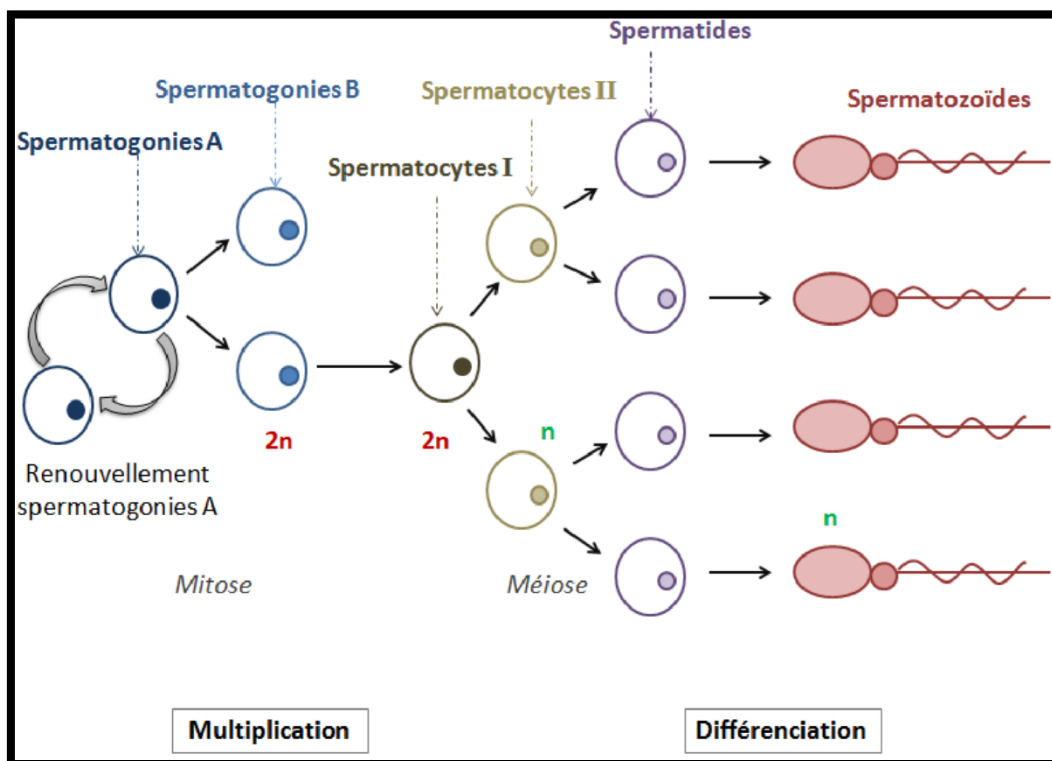 Spermatides
Spermatogonies B
Spermatocytes II
Spermatozoïdes
Spermatogonies A
Spermatocytes I
2n
2n
n
Renouvellement
spermatogonies A
n
Mitose
Méiose
Multiplication
Différenciation